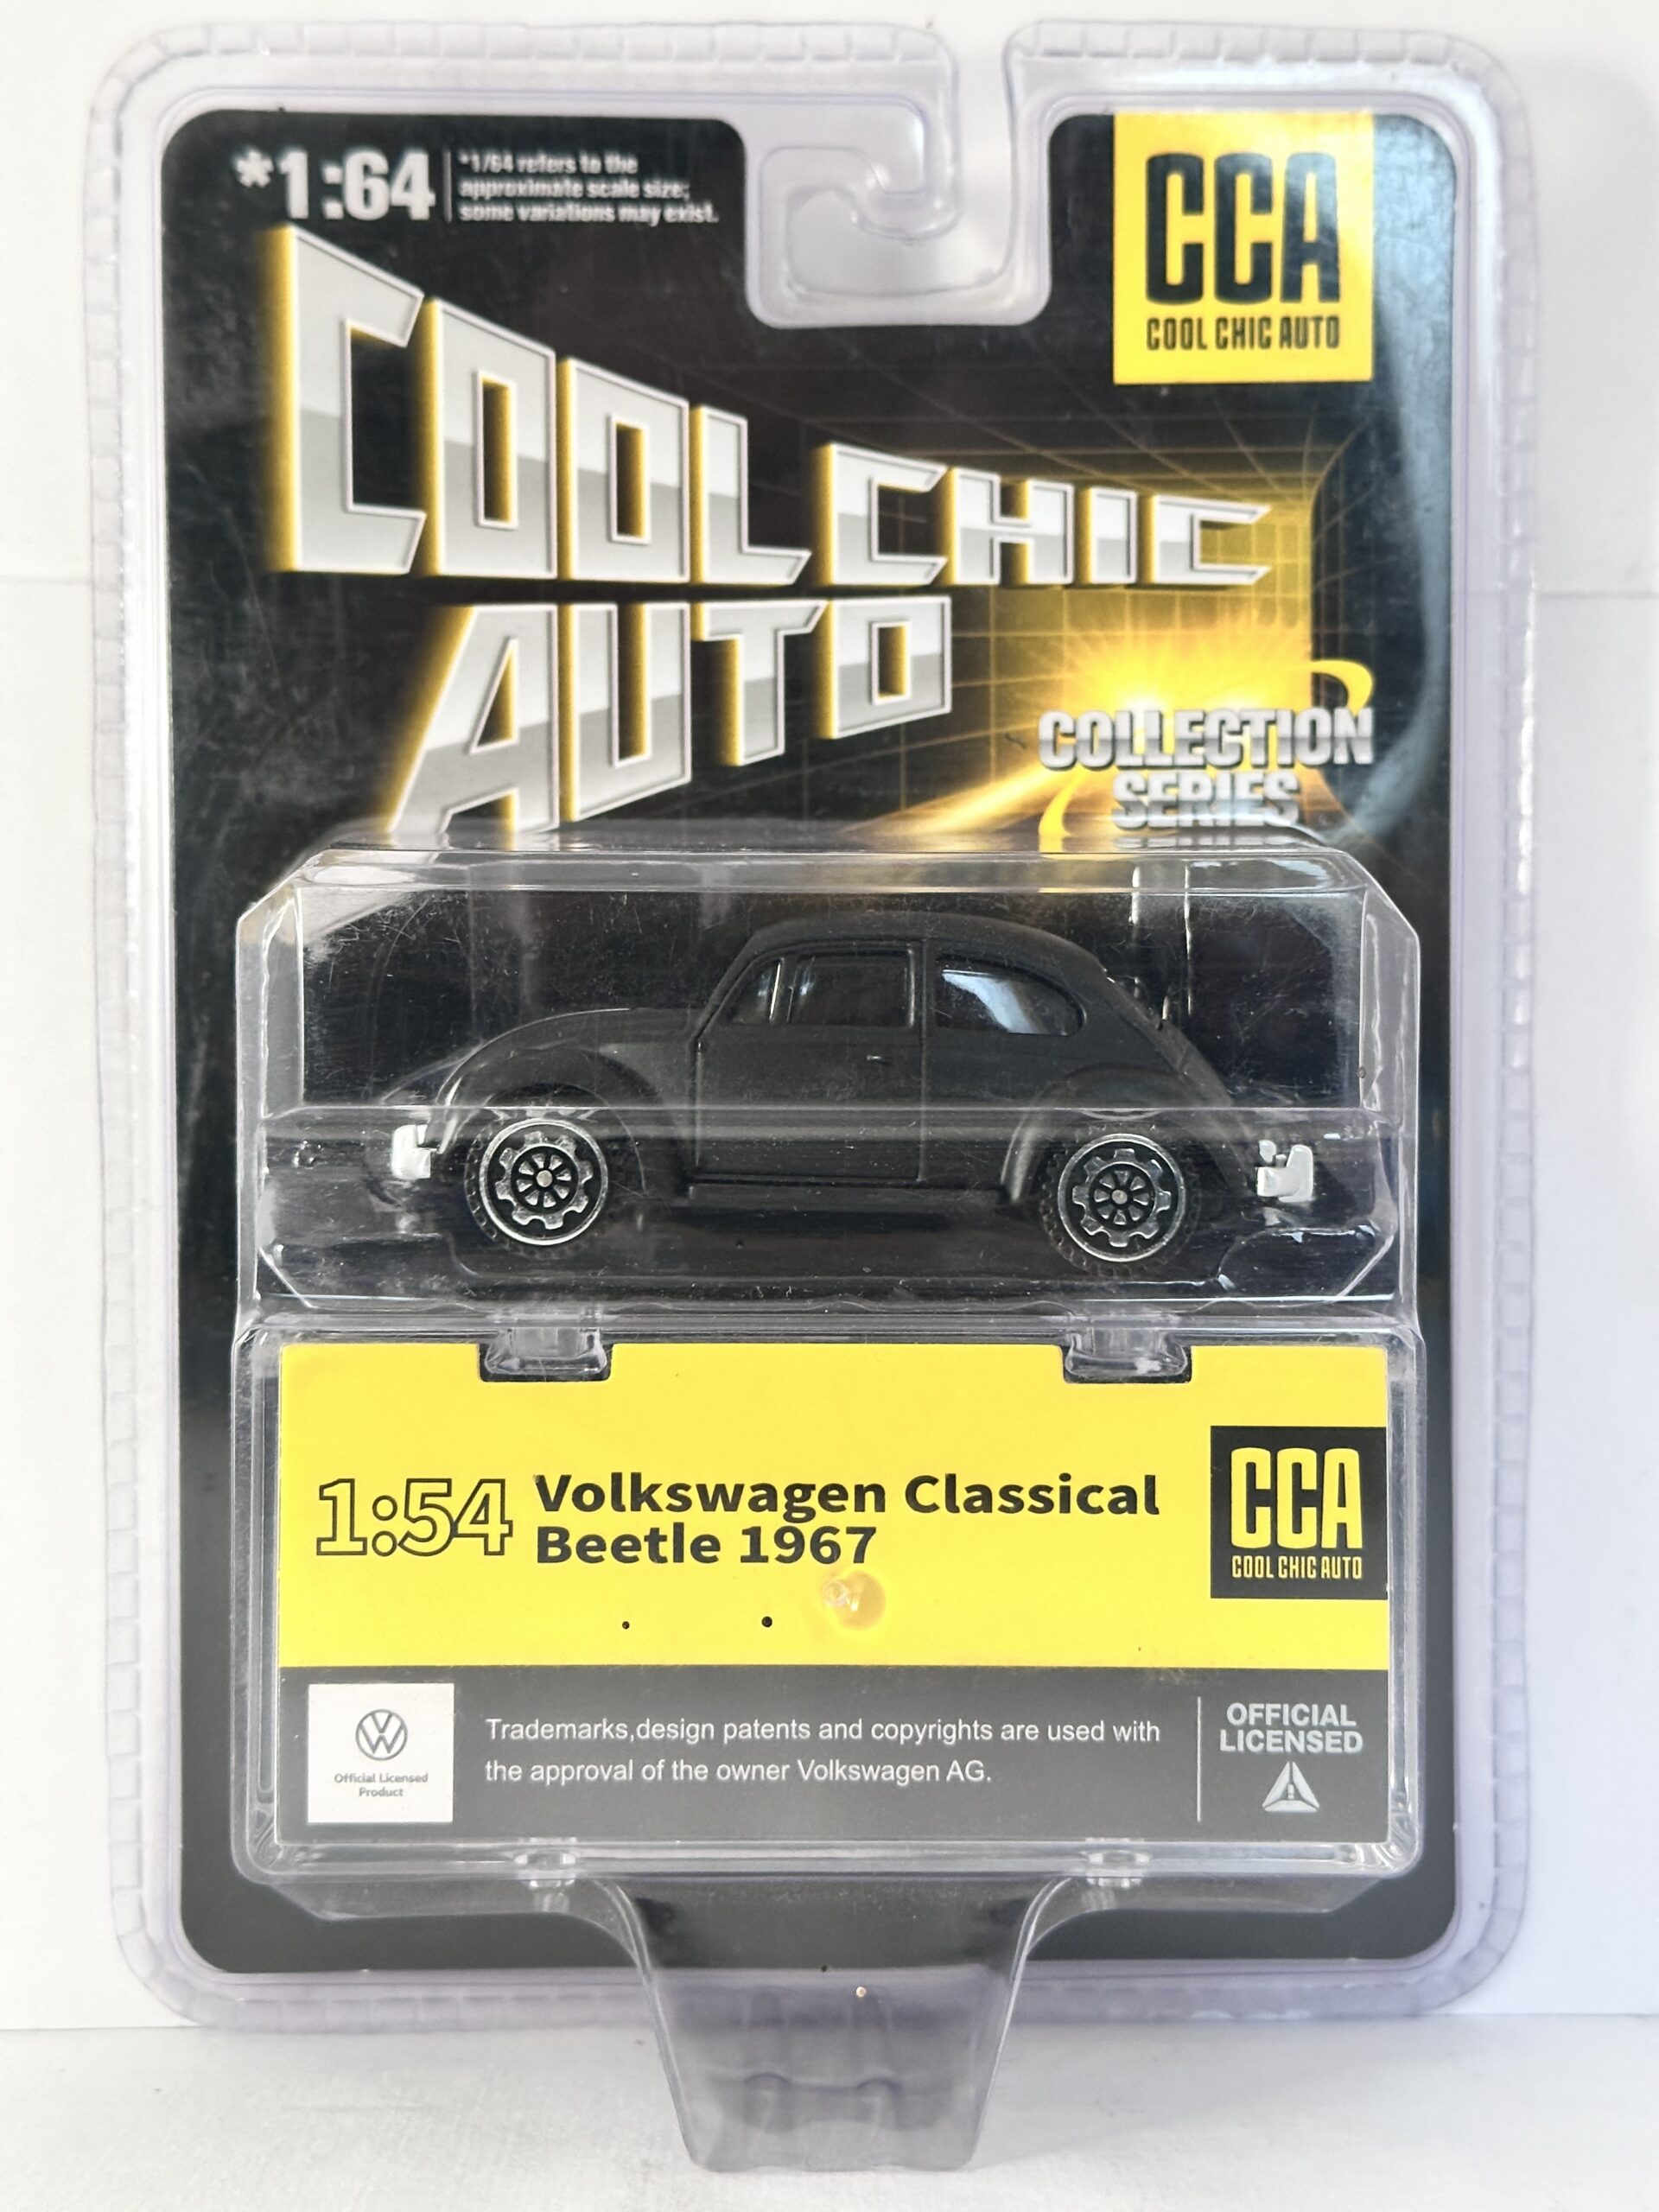 *1:64
*1/64 refers to the
approximate scale size;
some variations may exist.
CCA
COOL CHIC AUTO
COOL CHIC
AUTO
COLLECTION
SERIES
1:54
Volkswagen Classical
Beetle 1967
CCA
COOL CHIC AUTO
Official Licensed
Product
Trademarks,design patents and copyrights are used with
the approval of the owner Volkswagen AG.
OFFICIAL
LICENSED